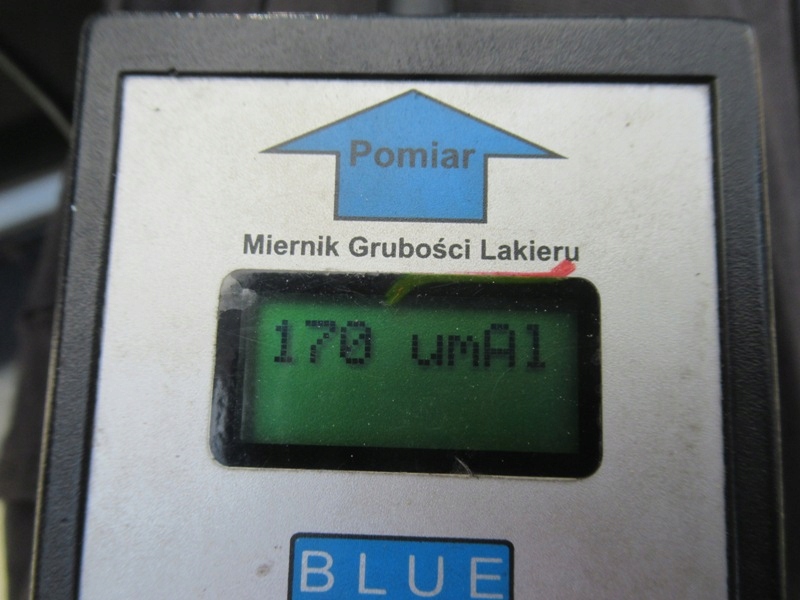 Pomiar
Miernik Grubości Lakieru
170 umAl
BLUE